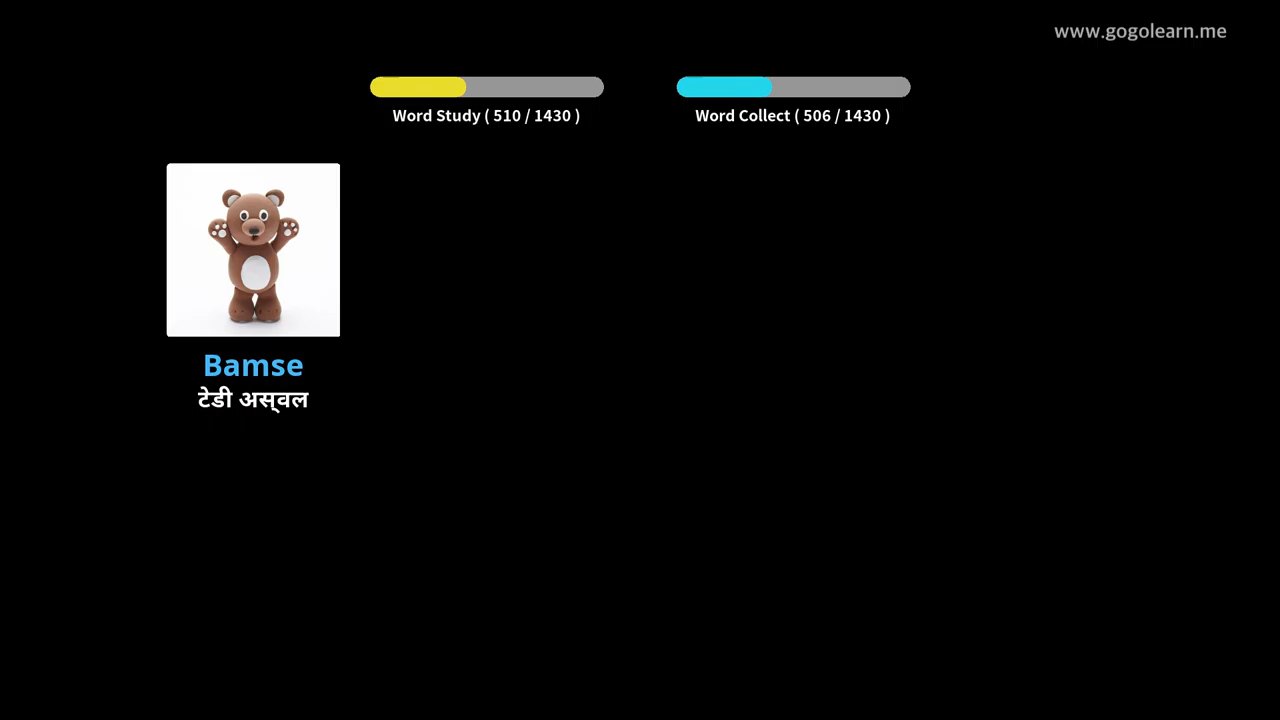 www.gogolearn.me
Word Study ( 510 / 1430 )
Word Collect ( 506 / 1430 )
Bamse
टेडी अस्वल